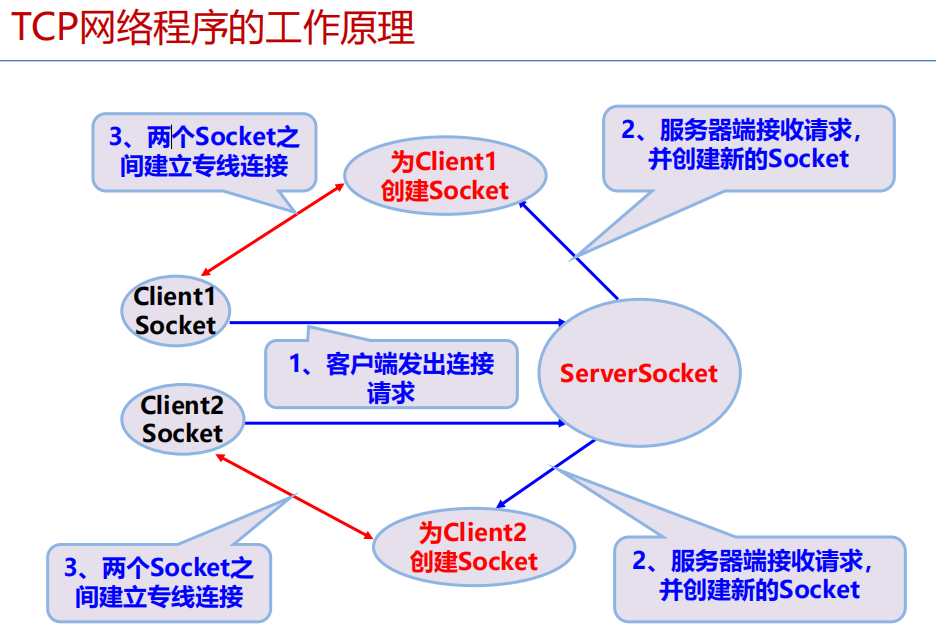 TCP网络程序的工作原理
3、两个Socket之
间建立专线连接
为Client1
创建Socket
2、服务器端接收请求，
并创建新的Socket
Client1
Socket
1、客户端发出连接
请求
ServerSocket
Client2
Socket
为Client2
创建Socket
3、两个Socket之
间建立专线连接
2、服务器端接收请求，
并创建新的Socket